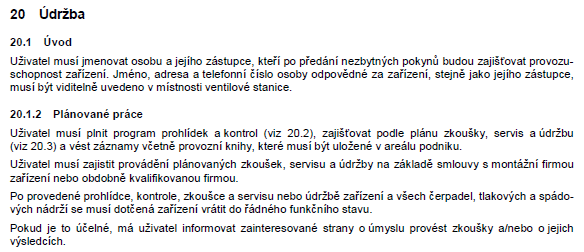 20 Údržba
20.1 Úvod
Uživatel musí jmenovat osobu a jejího zástupce, kteří po předání nezbytných pokynů budou zajišťovat provozu-
schopnost zařízení. Jméno, adresa a telefonní číslo osoby odpovědné za zařízení, stejně jako jejího zástupce,
musí být viditelně uvedeno v místnosti ventilové stanice.
20.1.2 Plánované práce
Uživatel musí plnit program prohlídek a kontrol (viz 20.2), zajišťovat podle plánu zkoušky, servis a údržbu
(viz 20.3) a vést záznamy včetně provozní knihy, které musí být uložené v areálu podniku.
Uživatel musí zajistit provádění plánovaných zkoušek, servisu a údržby na základě smlouvy s montážní firmou
zařízení nebo obdobně kvalifikovanou firmou.
Po provedené prohlídce, kontrole, zkoušce a servisu nebo údržbě zařízení a všech čerpadel, tlakových a spádo-
vých nádrží se musí dotčená zařízení vrátit do řádného funkčního stavu.
Pokud je to účelné, má uživatel informovat zainteresované strany o úmyslu provést zkoušky a/nebo o jejich
výsledcích.